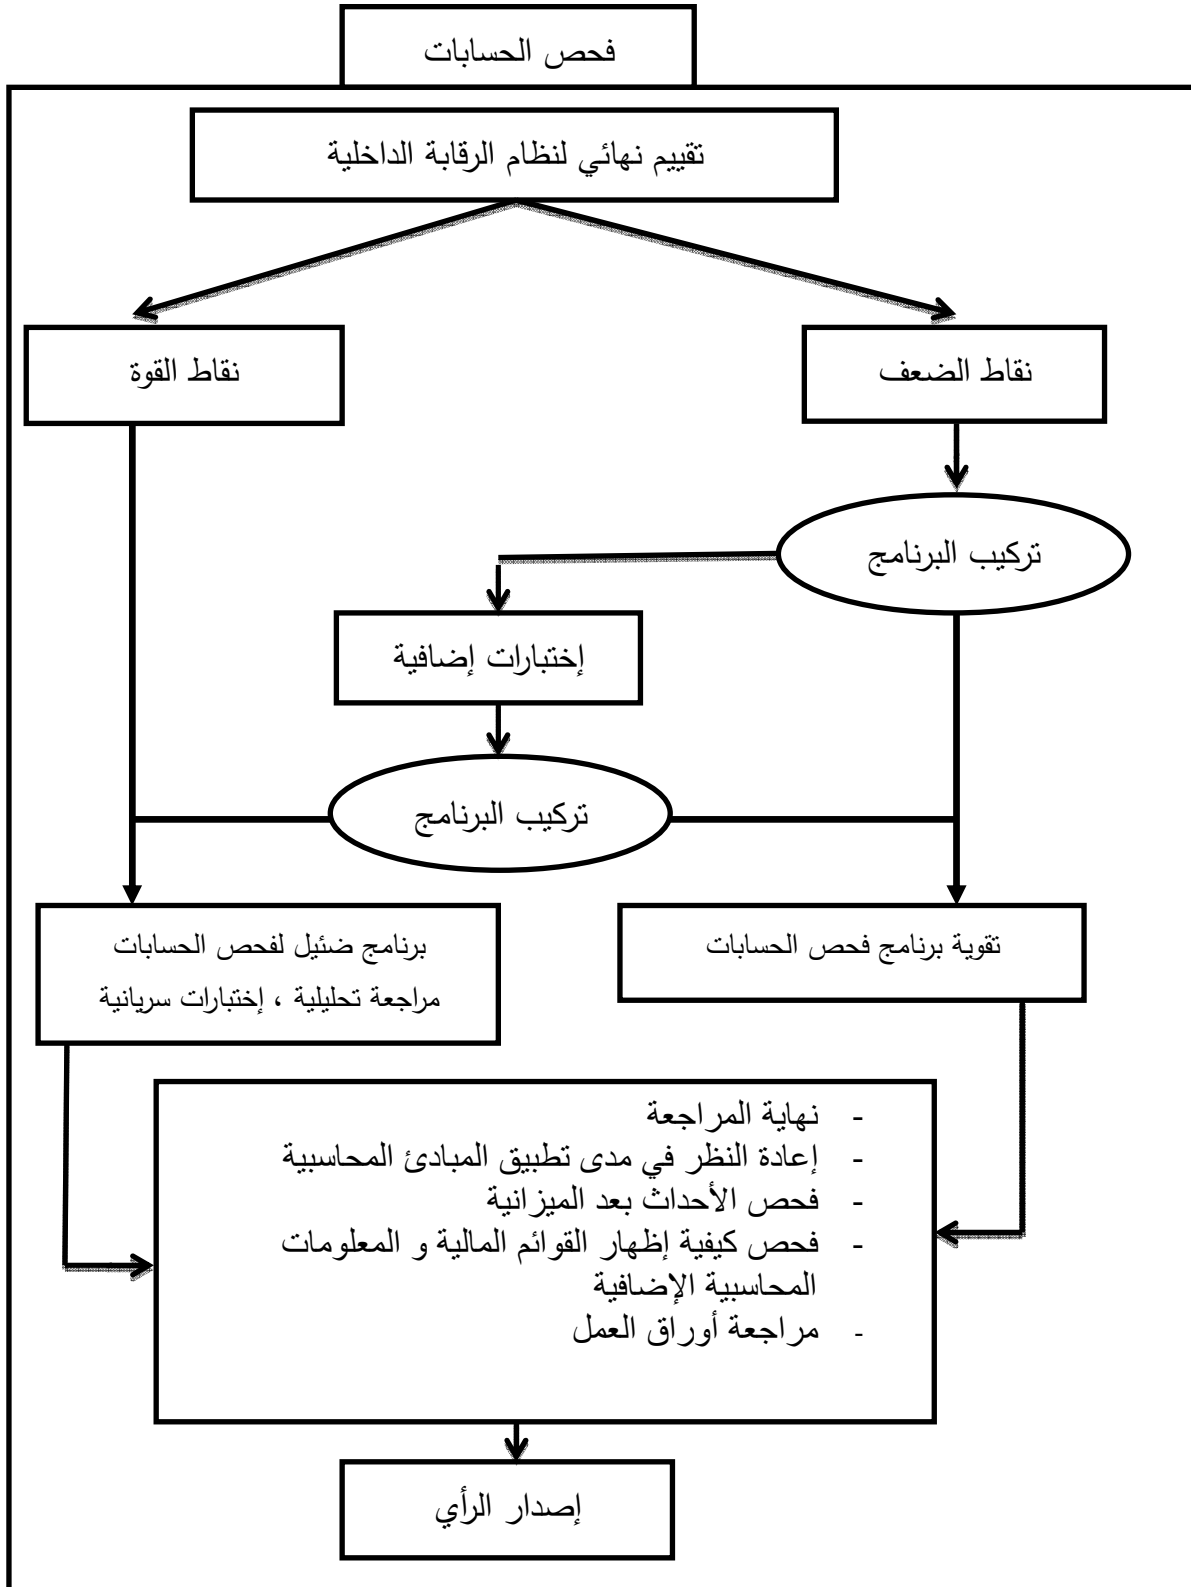 فحص الحسابات
تقييم نهائي لنظام الرقابة الداخلية
نقاط الضعف
نقاط القوة
تركيب البرنامج
إختبارات إضافية
تركيب البرنامج
تقوية برنامج فحص الحسابات
برنامج ضئيل لفحص الحسابات
مراجعة تحليلية ، إختبارات سريانية
- نهاية المراجعة
- إعادة النظر في مدى تطبيق المبادئ المحاسبية
- فحص الأحداث بعد الميزانية
- فحص كيفية إظهار القوائم المالية و المعلومات
المحاسبية الإضافية
- مراجعة أوراق العمل
إصدار الرأي